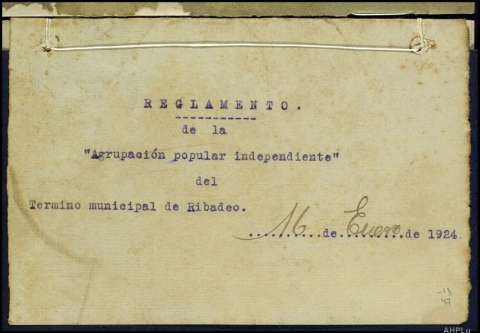 REGLAMENTO.
de la
"Agrupación popular independiente"
del
Termino municipal de Ribadeo.
16 de Enero de 1924.
AHPLu